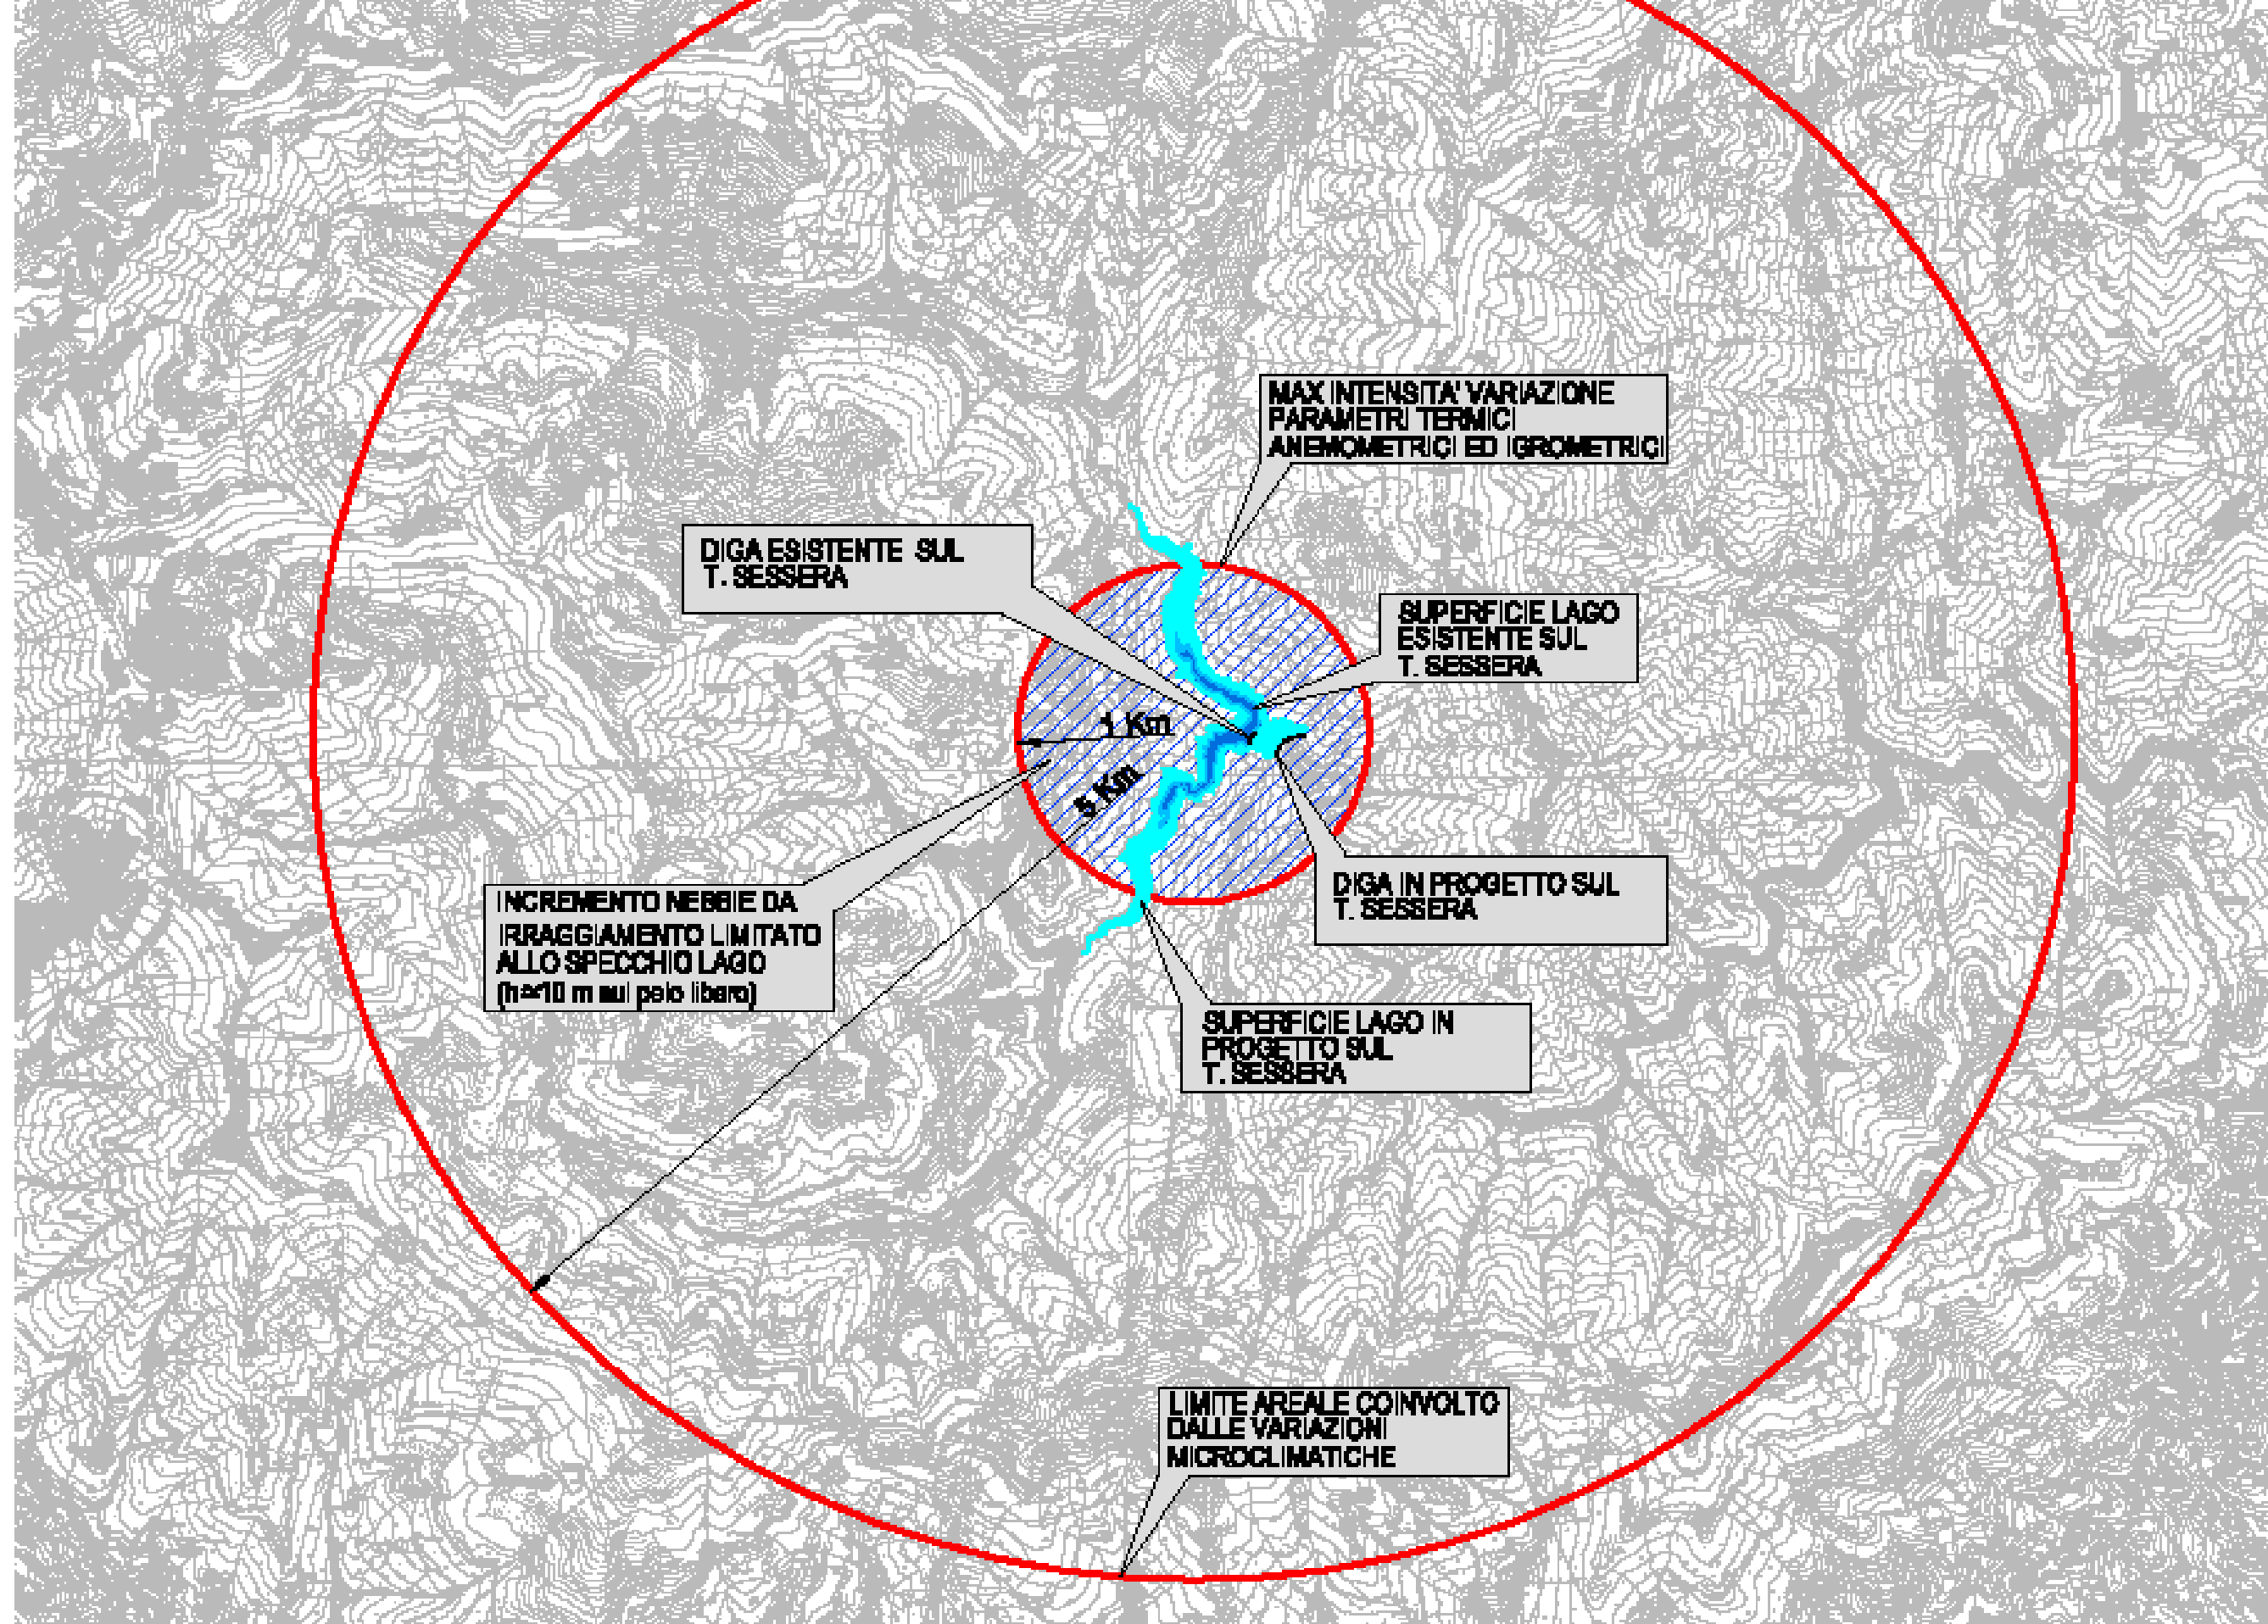 MAX INTENSITA' VARIAZIONE
PARAMETRI TERMICI
ANEMOMETRICI ED IGROMETRICI
DIGA ESISTENTE SUL
T. SESSERA
SUPERFICIE LAGO
ESISTENTE SUL
T. SESSERA
1 Km
5 Km
DIGA IN PROGETTO SUL
T. SESSERA
INCREMENTO NEBBIE DA
IRRAGGIAMENTO LIMITATO
ALLO SPECCHIO LAGO
(h≃10 m sul pelo libero)
SUPERFICIE LAGO IN
PROGETTO SUL
T. SESSERA
LIMITE AREALE COINVOLTO
DALLE VARIAZIONI
MICROCLIMATICHE